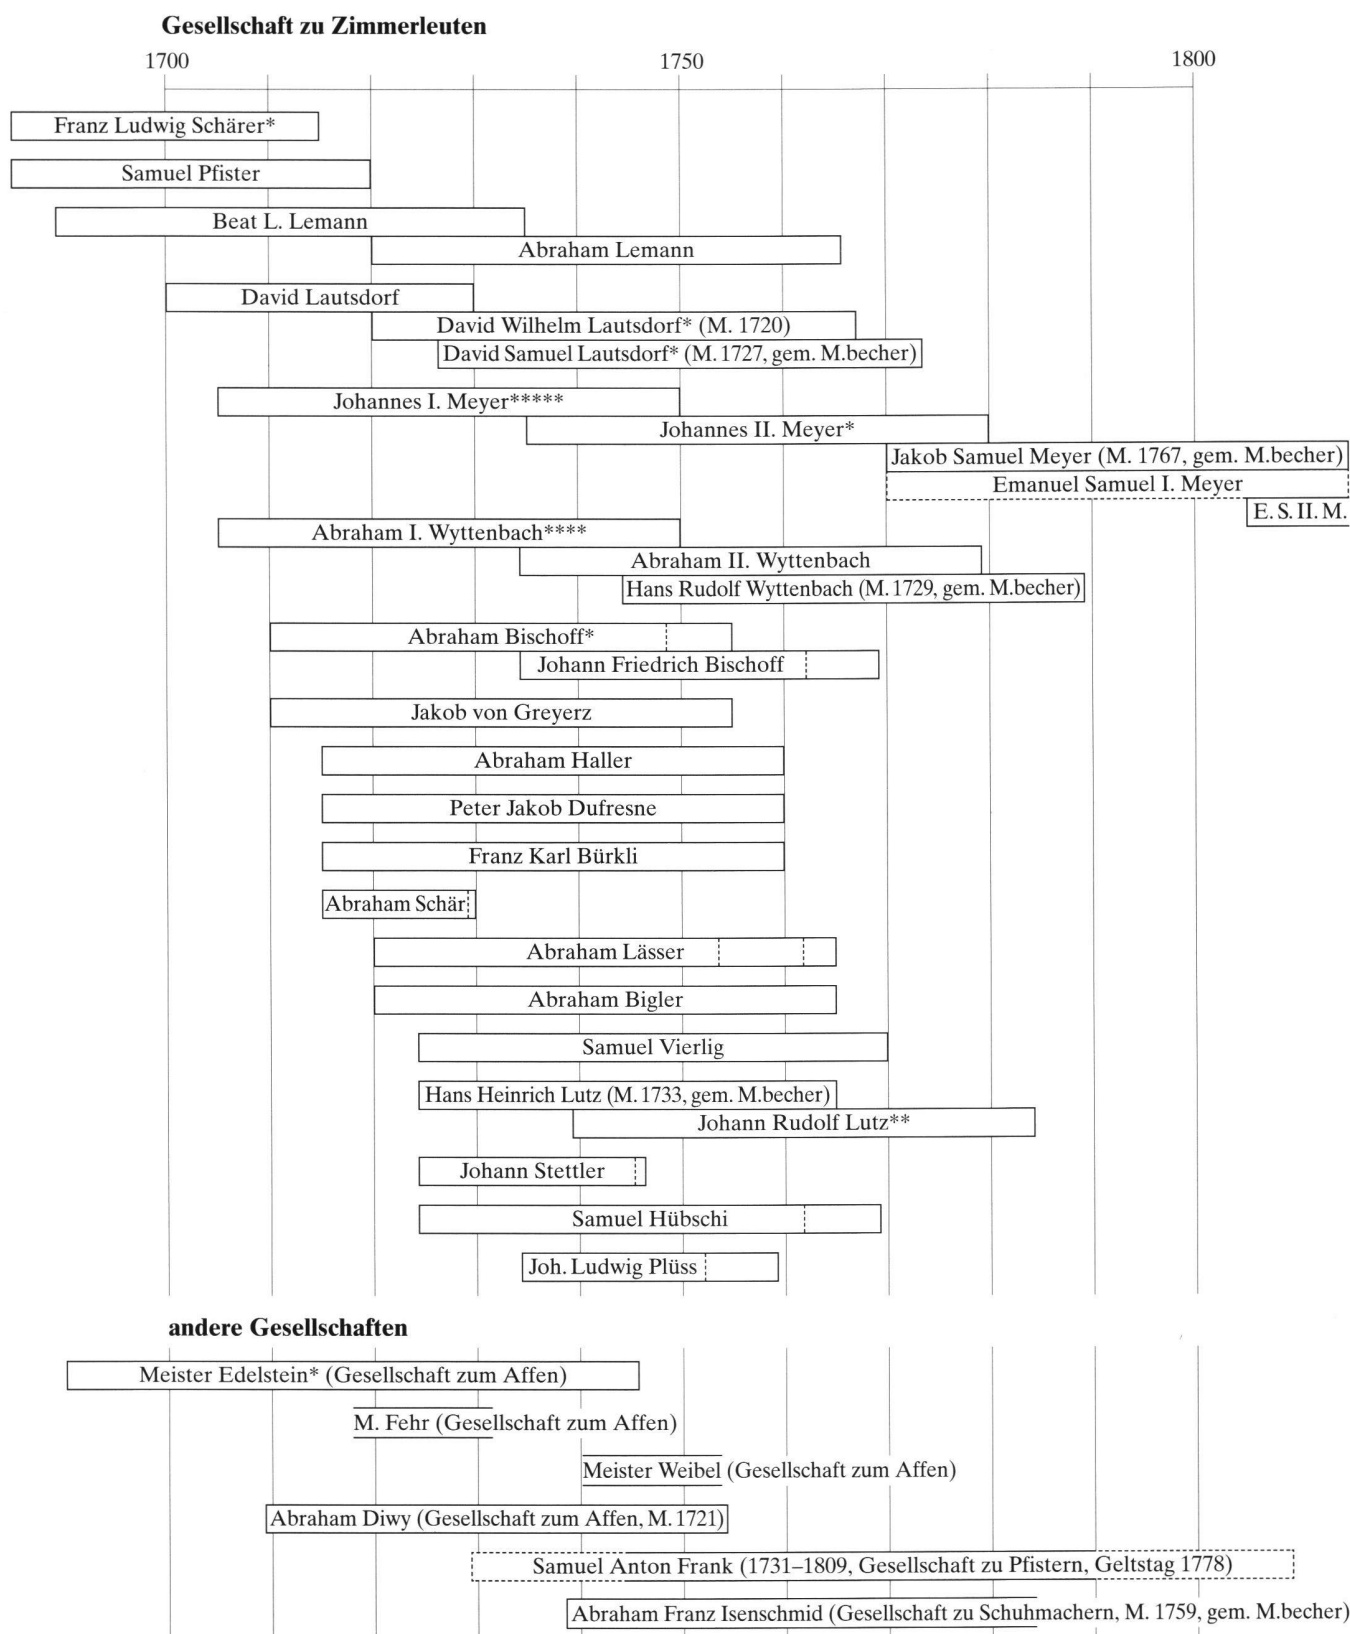 Gesellschaft zu Zimmerleuten
1700 1750 1800
Franz Ludwig Schärer*
Samuel Pfister
Beat L. Lemann
Abraham Lemann
David Lautsdorf
David Wilhelm Lautsdorf* (M. 1720)
David Samuel Lautsdorf* (M. 1727, gem. M.becher)
Johannes I. Meyer*****
Johannes II. Meyer*
Jakob Samuel Meyer (M. 1767, gem. M.becher)
Emanuel Samuel I. Meyer
E. S. II. M.
Abraham I. Wyttenbach****
Abraham II. Wyttenbach
Hans Rudolf Wyttenbach (M. 1729, gem. M.becher)
Abraham Bischoff*
Johann Friedrich Bischoff
Jakob von Greyerz
Abraham Haller
Peter Jakob Dufresne
Franz Karl Bürkli
Abraham Schär
Abraham Lässer
Abraham Bigler
Samuel Vierlig
Hans Heinrich Lutz (M. 1733, gem. M.becher)
Johann Rudolf Lutz**
Johann Stettler
Samuel Hübschi
Joh. Ludwig Plüss
andere Gesellschaften
Meister Edelstein* (Gesellschaft zum Affen)
M. Fehr (Gesellschaft zum Affen)
Meister Weibel (Gesellschaft zum Affen)
Abraham Diwy (Gesellschaft zum Affen, M. 1721)
Samuel Anton Frank (1731–1809, Gesellschaft zu Pfistern, Geltstag 1778)
Abraham Franz Isenschmid (Gesellschaft zu Schuhmachern, M. 1759, gem. M.becher)